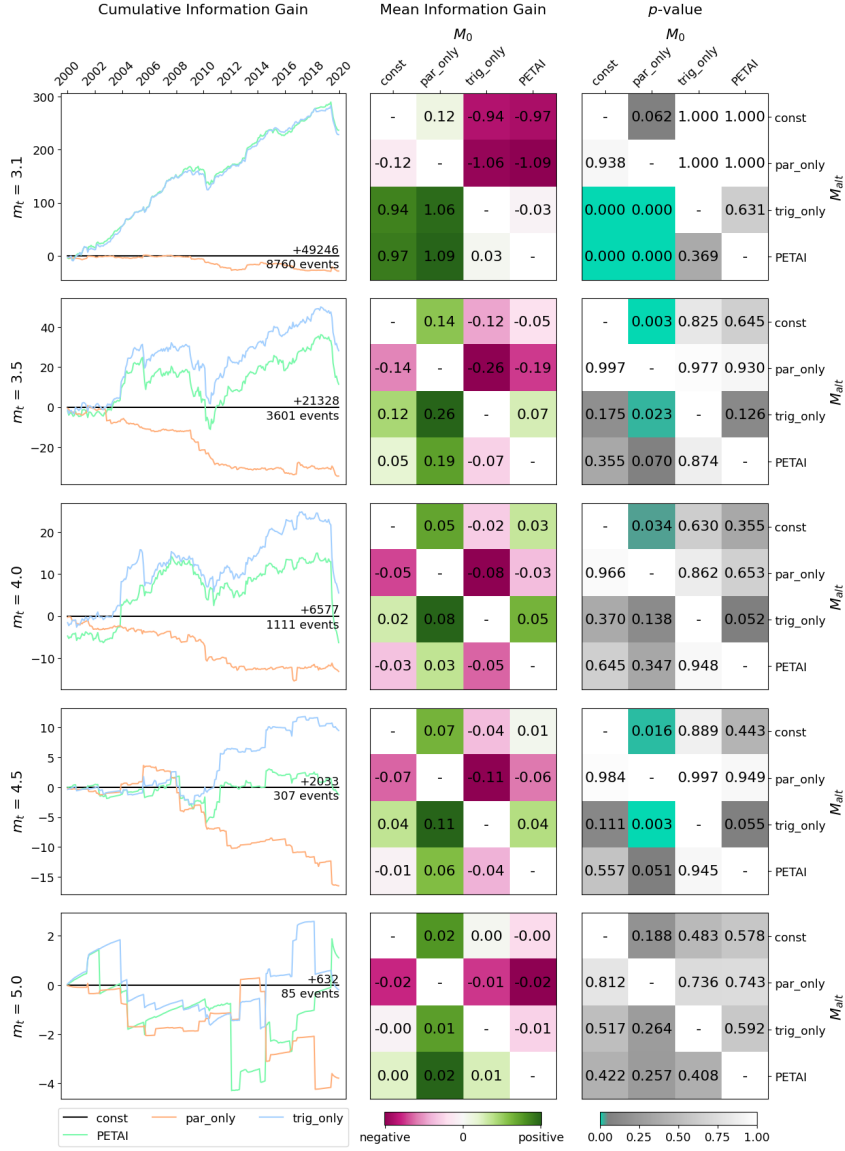 Cumulative Information Gain
Mean Information Gain
p-value
M0
M0
2000 2002 2004 2006 2008 2010 2012 2014 2016 2018 2020
const par_only trig_only PETAI
const par_only trig_only PETAI
mt = 3.1
300
200
100
0
+49246
8760 events
- 0.12 -0.94 -0.97
-0.12 - -1.06 -1.09
0.94 1.06 - -0.03
0.97 1.09 0.03 -
- 0.062 1.000 1.000 const
0.938 - 1.000 1.000 par_only
0.000 0.000 - 0.631 trig_only
0.000 0.000 0.369 - PETAI
Malt
mt = 3.5
40
20
0
−20
+21328
3601 events
- 0.14 -0.12 -0.05
-0.14 - -0.26 -0.19
0.12 0.26 - 0.07
0.05 0.19 -0.07 -
- 0.003 0.825 0.645 const
0.997 - 0.977 0.930 par_only
0.175 0.023 - 0.126 trig_only
0.355 0.070 0.874 - PETAI
Malt
mt = 4.0
20
10
0
−10
+6577
1111 events
- 0.05 -0.02 0.03
-0.05 - -0.08 -0.03
0.02 0.08 - 0.05
-0.03 0.03 -0.05 -
- 0.034 0.630 0.355 const
0.966 - 0.862 0.653 par_only
0.370 0.138 - 0.052 trig_only
0.645 0.347 0.948 - PETAI
Malt
mt = 4.5
10
5
0
−5
−10
−15
+2033
307 events
- 0.07 -0.04 0.01
-0.07 - -0.11 -0.06
0.04 0.11 - 0.04
-0.01 0.06 -0.04 -
- 0.016 0.889 0.443 const
0.984 - 0.997 0.949 par_only
0.111 0.003 - 0.055 trig_only
0.557 0.051 0.945 - PETAI
Malt
mt = 5.0
2
0
−2
−4
+632
85 events
- 0.02 0.00 -0.00
-0.02 - -0.01 -0.02
-0.00 0.01 - -0.01
0.00 0.02 0.01 -
- 0.188 0.483 0.578 const
0.812 - 0.736 0.743 par_only
0.517 0.264 - 0.592 trig_only
0.422 0.257 0.408 - PETAI
Malt
const par_only trig_only
PETAI
negative 0 positive
0.00 0.25 0.50 0.75 1.00